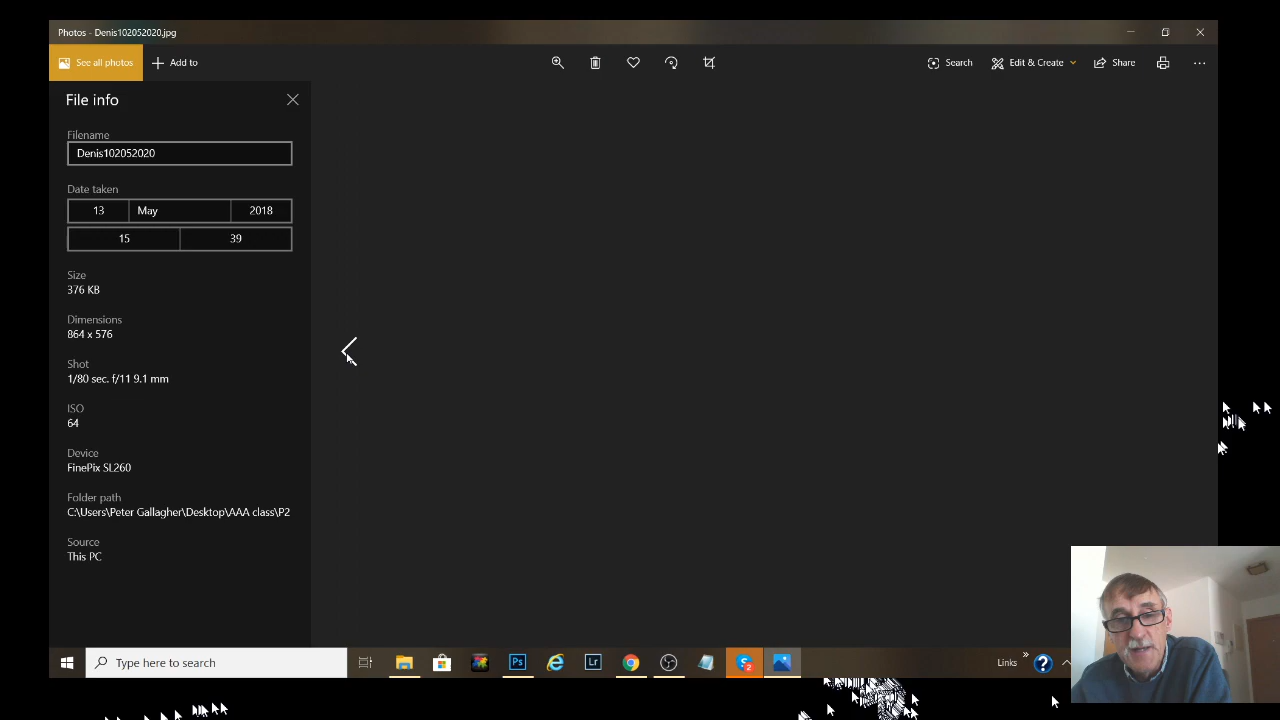 Photos - Denis102052020.jpg
See all photos
Add to
Search
Edit & Create
Share
File info
Filename
Denis102052020
Date taken
13 May 2018
15 39
Size
376 KB
Dimensions
864 x 576
Shot
1/80 sec. f/11 9.1 mm
ISO
64
Device
FinePix SL260
Folder path
C:\Users\Peter Gallagher\Desktop\AAA class\P2
Source
This PC
Type here to search
Ps
Lr
2
Links
»
?